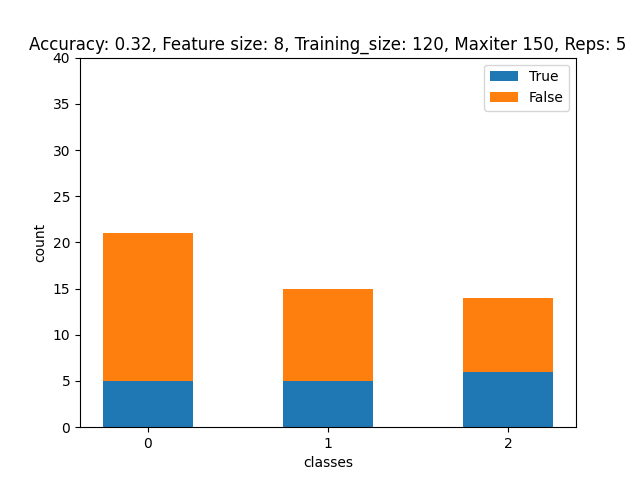 Accuracy: 0.32, Feature size: 8, Training_size: 120, Maxiter 150, Reps: 5
True
False
40
35
30
25
20
15
10
5
0
count
0 1 2
classes